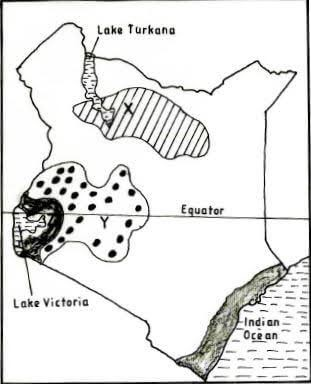 Lake Turkana
X
Equator
Y
Lake Victoria
Indian
Ocean